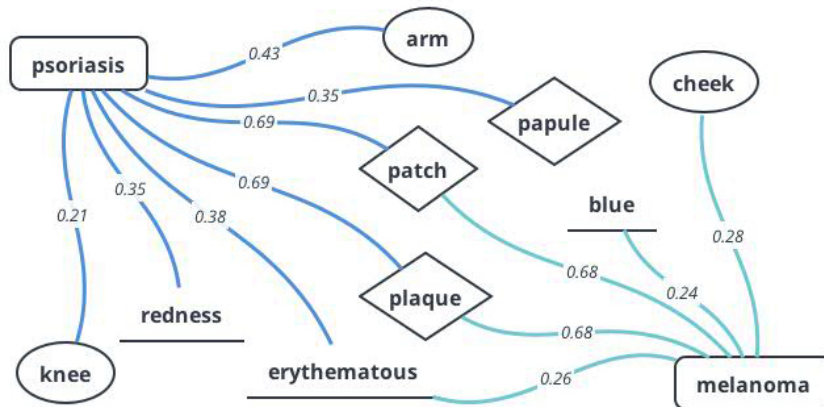 arm
0.43
psoriasis
cheek
0.35
papule
0.69
patch
0.69
0.35
blue
0.21
0.38
0.28
0.68
0.24
plaque
redness
0.68
knee
erythematous
0.26
melanoma